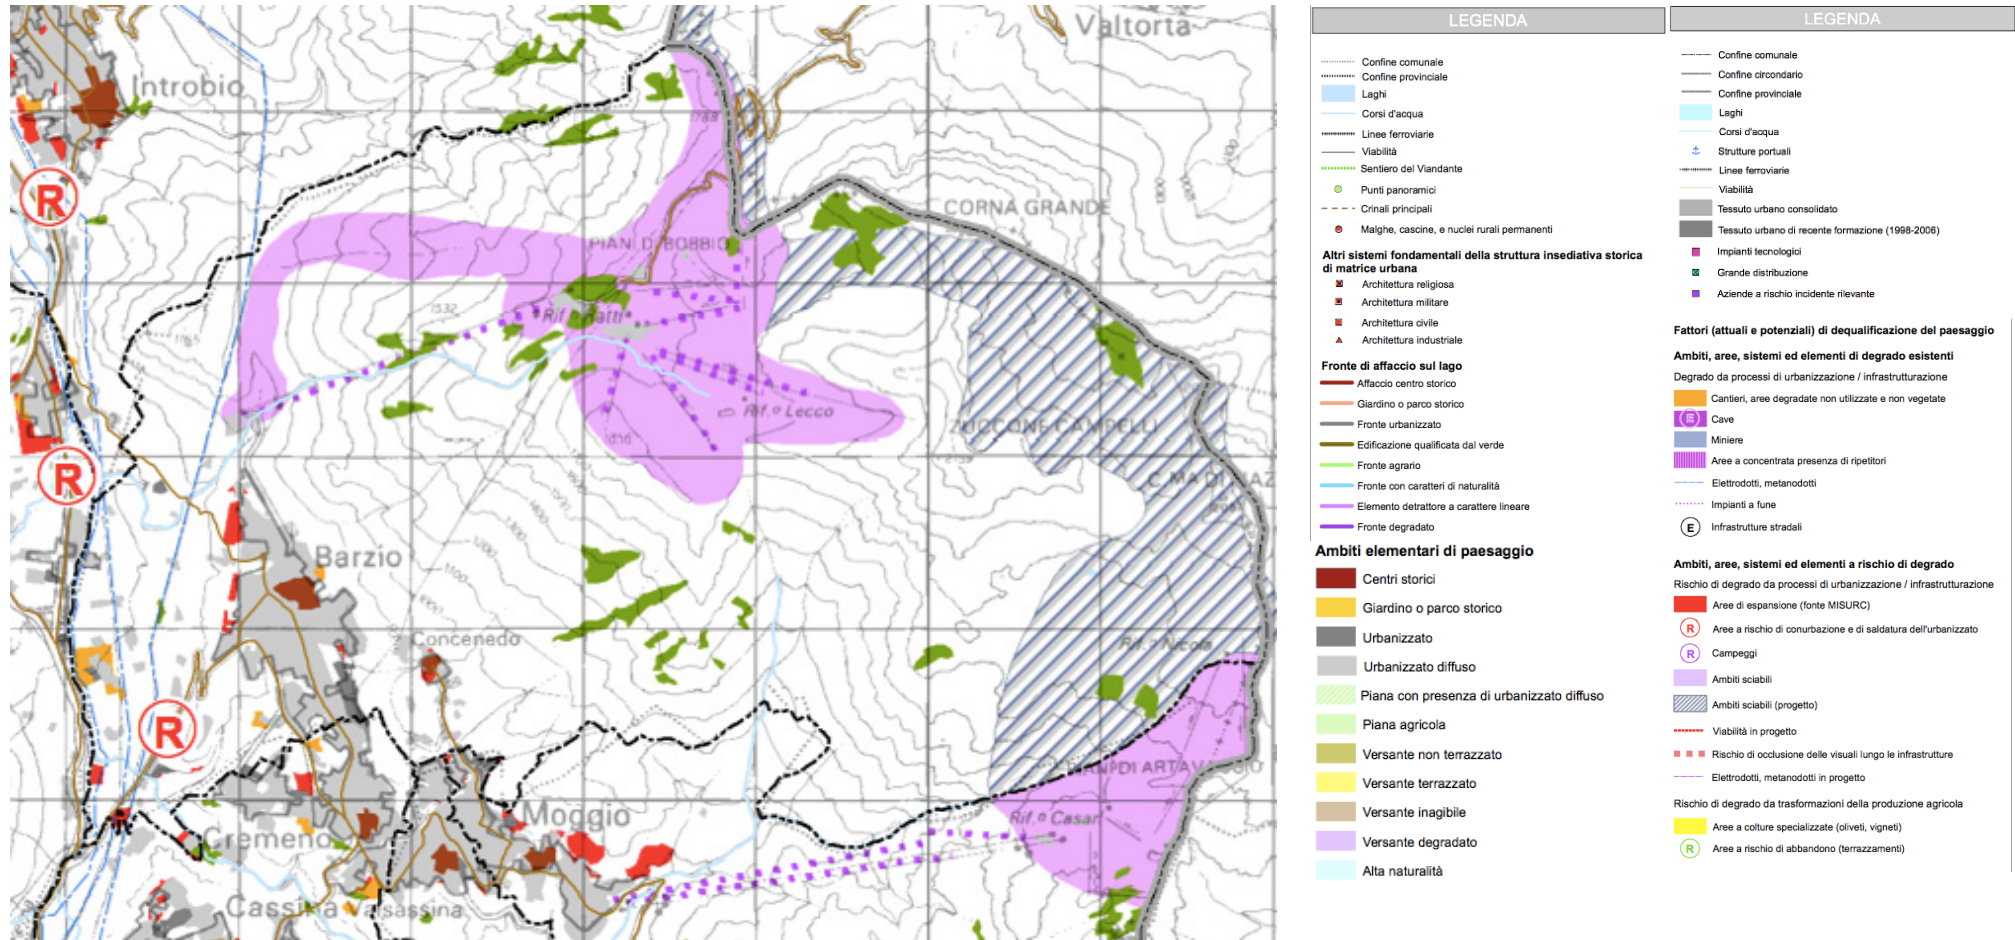 Valtorta
Introbio
1783
R
CORNA GRANDE
PIANI DI BOBBIO
1532
Rif.o Ratti
Rif.o Lecco
ZUCCONE CAMPELLI
R
Barzio
1200
1100
Concenedo
Rif.o Nicola
R
PIANI DI ARTAVAGGIO
Moggio
Rif.o Casari
Cremeno
Cassina Valsassina
LEGENDA
Confine comunale
Confine provinciale
Laghi
Corsi d'acqua
Linee ferroviarie
Viabilità
Sentiero del Viandante
Punti panoramici
Crinali principali
Malghe, cascine, e nuclei rurali permanenti
Altri sistemi fondamentali della struttura insediativa storica
di matrice urbana
Architettura religiosa
Architettura militare
Architettura civile
Architettura industriale
Fronte di affaccio sul lago
Affaccio centro storico
Giardino o parco storico
Fronte urbanizzato
Edificazione qualificata dal verde
Fronte agrario
Fronte con caratteri di naturalità
Elemento detrattore a carattere lineare
Fronte degradato
Ambiti elementari di paesaggio
Centri storici
Giardino o parco storico
Urbanizzato
Urbanizzato diffuso
Piana con presenza di urbanizzato diffuso
Piana agricola
Versante non terrazzato
Versante terrazzato
Versante inagibile
Versante degradato
Alta naturalità
LEGENDA
Confine comunale
Confine circondario
Confine provinciale
Laghi
Corsi d'acqua
Strutture portuali
Linee ferroviarie
Viabilità
Tessuto urbano consolidato
Tessuto urbano di recente formazione (1998-2006)
Impianti tecnologici
Grande distribuzione
Aziende a rischio incidente rilevante
Fattori (attuali e potenziali) di dequalificazione del paesaggio
Ambiti, aree, sistemi ed elementi di degrado esistenti
Degrado da processi di urbanizzazione / infrastrutturazione
Cantieri, aree degradate non utilizzate e non vegetate
Cave
Miniere
Aree a concentrata presenza di ripetitori
Elettrodotti, metanodotti
Impianti a fune
E Infrastrutture stradali
Ambiti, aree, sistemi ed elementi a rischio di degrado
Rischio di degrado da processi di urbanizzazione / infrastrutturazione
Aree di espansione (fonte MISURC)
R Aree a rischio di conurbazione e di saldatura dell'urbanizzato
R Campeggi
Ambiti sciabili
Ambiti sciabili (progetto)
Viabilità in progetto
Rischio di occlusione delle visuali lungo le infrastrutture
Elettrodotti, metanodotti in progetto
Rischio di degrado da trasformazioni della produzione agricola
Aree a colture specializzate (oliveti, vigneti)
R Aree a rischio di abbandono (terrazzamenti)